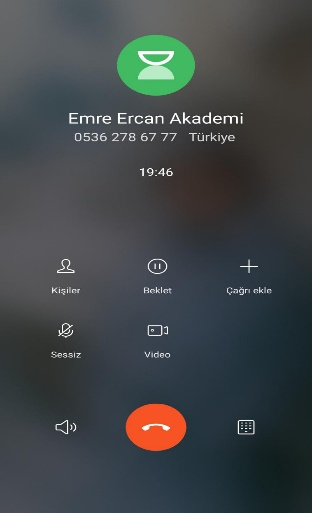 Emre Ercan Akademi
0536 278 67 77 Türkiye
19:46
Kişiler Beklet Çağrı ekle
Sessiz Video